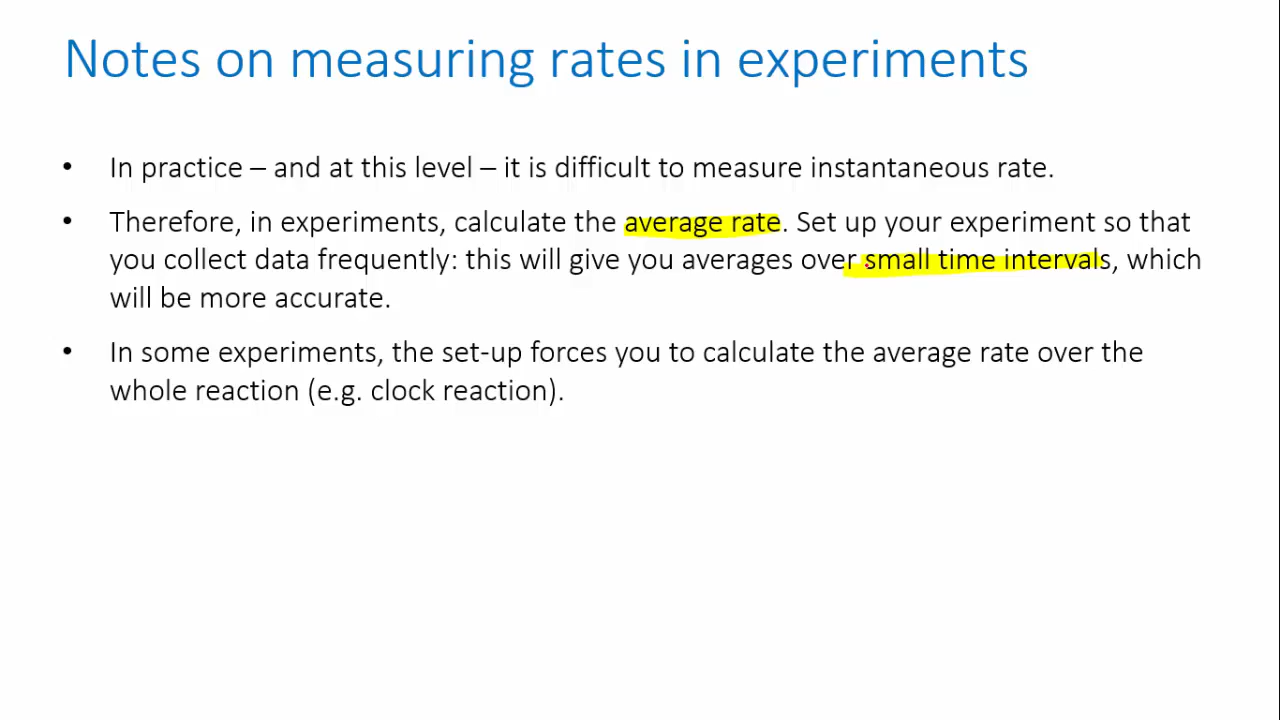 Notes on measuring rates in experiments
• In practice – and at this level – it is difficult to measure instantaneous rate.
• Therefore, in experiments, calculate the average rate. Set up your experiment so that
you collect data frequently: this will give you averages over small time intervals, which
will be more accurate.
• In some experiments, the set-up forces you to calculate the average rate over the
whole reaction (e.g. clock reaction).